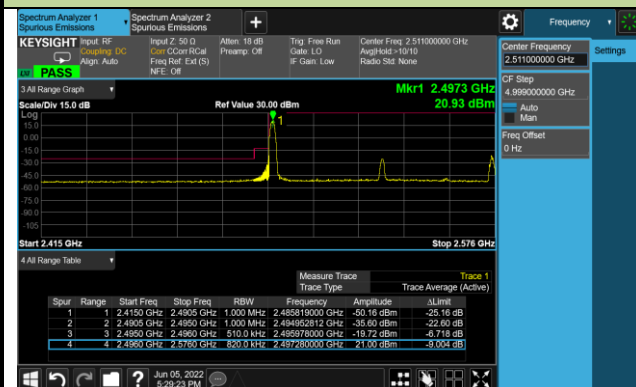 Spectrum Analyzer 1
Spurious Emissions
Spectrum Analyzer 2
Spurious Emissions
+
Frequency
KEYSIGHT
Input: RF
Coupling: DC
Align: Auto
Input Z: 50 Ω
Corr CCorr RCal
Freq Ref: Ext (S)
NFE: Off
Atten: 18 dB
Preamp: Off
Trig: Free Run
Gate: LO
IF Gain: Low
Center Freq: 2.511000000 GHz
Avg|Hold:>10/10
Radio Std: None
PASS
Center Frequency
2.511000000 GHz
Settings
CF Step
4.999000000 GHz
Auto
Man
Freq Offset
0 Hz
3 All Range Graph
Mkr1 2.4973 GHz
Scale/Div 15.0 dB
Ref Value 30.00 dBm
20.93 dBm
Log
1
15.0
0.00
-15.0
-30.0
-45.0
-60.0
-75.0
-90.0
-105
Start 2.415 GHz
Stop 2.576 GHz
4 All Range Table
Measure Trace Trace 1
Trace Type Trace Average (Active)
Spur Range Start Freq Stop Freq RBW Frequency Amplitude ΔLimit
1 1 2.4150 GHz 2.4905 GHz 1.000 MHz 2.485819000 GHz -50.16 dBm -25.16 dB
2 2 2.4905 GHz 2.4950 GHz 1.000 MHz 2.494952812 GHz -35.60 dBm -22.60 dB
3 3 2.4950 GHz 2.4960 GHz 510.0 kHz 2.495978000 GHz -19.72 dBm -6.718 dB
4 4 2.4960 GHz 2.5760 GHz 820.0 kHz 2.497280000 GHz 21.00 dBm -9.004 dB
?
Jun 05, 2022
5:29:23 PM